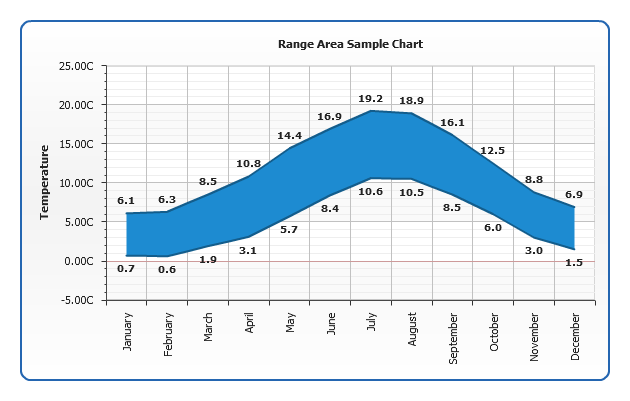 Range Area Sample Chart
25.00C
20.00C
15.00C
10.00C
5.00C
0.00C
-5.00C
Temperature
6.1
6.3
8.5
10.8
14.4
16.9
19.2
18.9
16.1
12.5
8.8
6.9
0.7
0.6
1.9
3.1
5.7
8.4
10.6
10.5
8.5
6.0
3.0
1.5
January
February
March
April
May
June
July
August
September
October
November
December